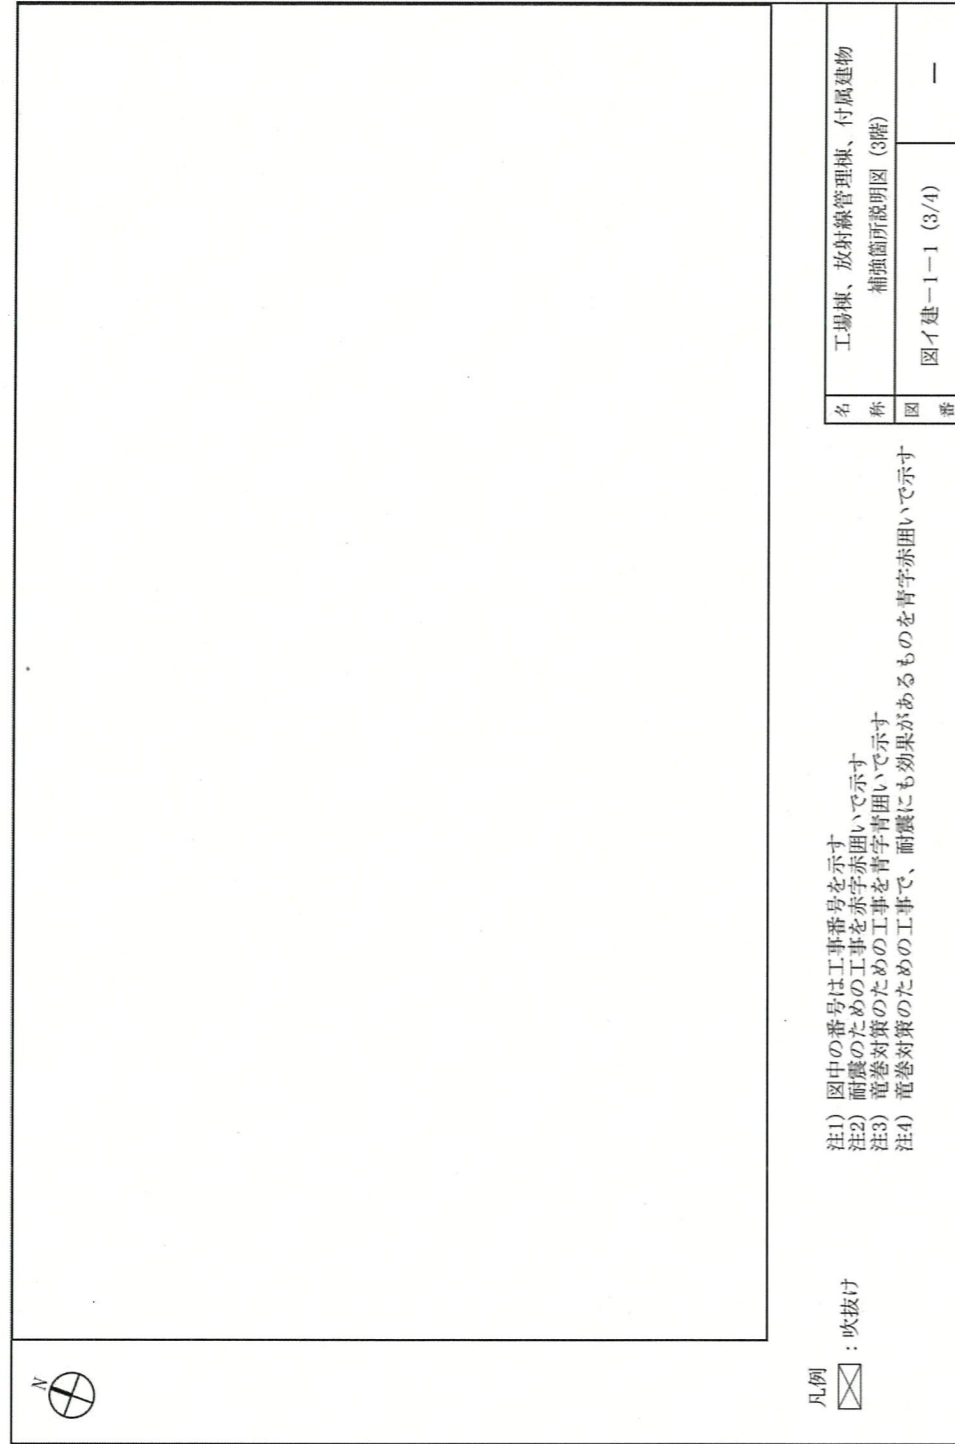 N
凡例
：吹抜け
注1) 図中の番号は工事番号を示す
注2) 耐震のための工事を赤字赤囲いで示す
注3) 竜巻対策のための工事を青字青囲いで示す
注4) 竜巻対策のための工事で、耐震にも効果があるものを青字赤囲いで示す
名称
工場棟、放射線管理棟、付属建物
補強箇所説明図 (3階)
図番
図イ建－1－1 (3/4)
－